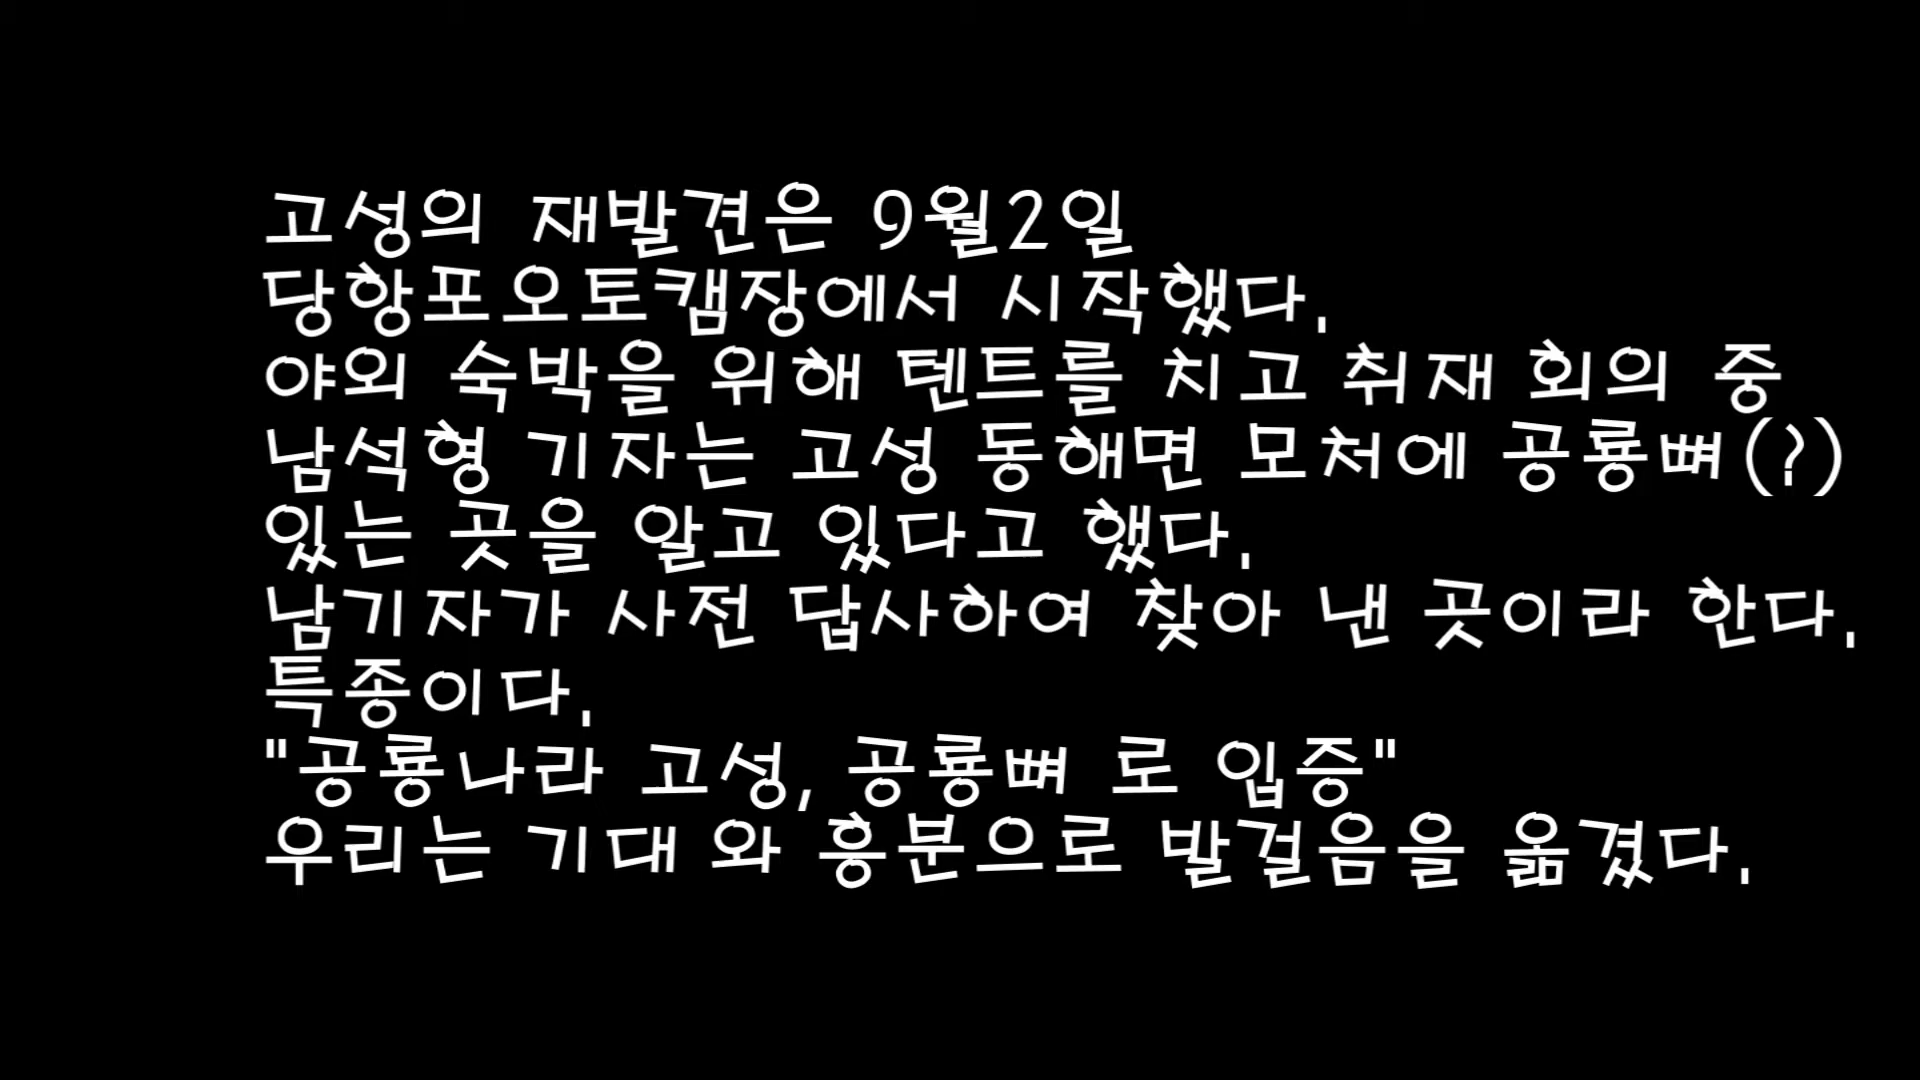 고성의 재발견은 9월2일
당항포오토캠장에서 시작했다.
야외 숙박을 위해 텐트를 치고 취재 회의 중
남석형 기자는 고성 동해면 모처에 공룡뼈(?)
있는 곳을 알고 있다고 했다.
남기자가 사전 답사하여 찾아 낸 곳이라 한다.
특종이다.
"공룡나라 고성, 공룡뼈 로 입증"
우리는 기대 와 흥분으로 발걸음을 옮겼다.